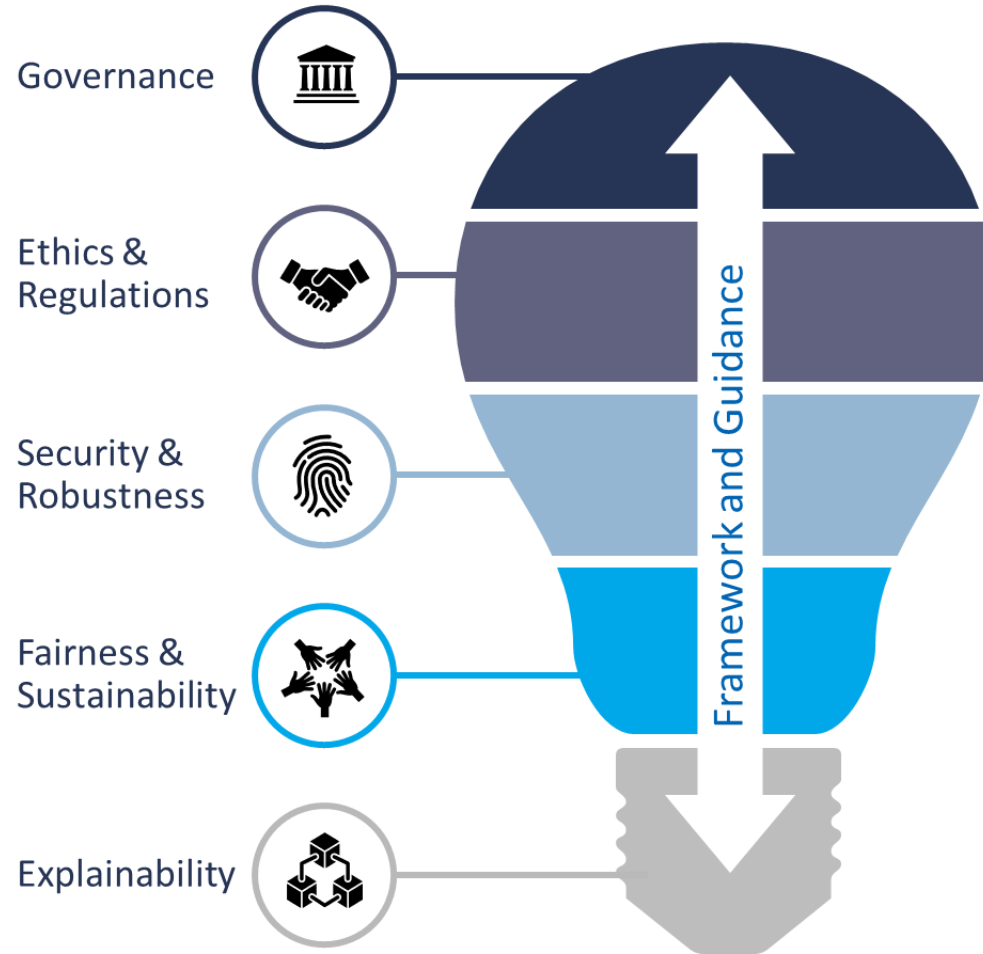 Governance
Ethics &
Regulations
Security &
Robustness
Fairness &
Sustainability
Explainability
Framework and Guidance